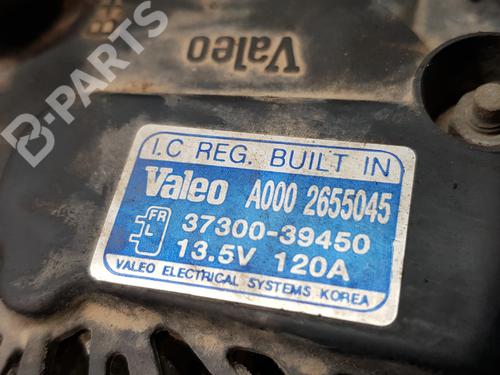 B+
Valeo
B-PARTS
I.C REG. BUILT IN
Valeo A000 2655045
FR
L
37300-39450
13.5V 120A
VALEO ELECTRICAL SYSTEMS KOREA